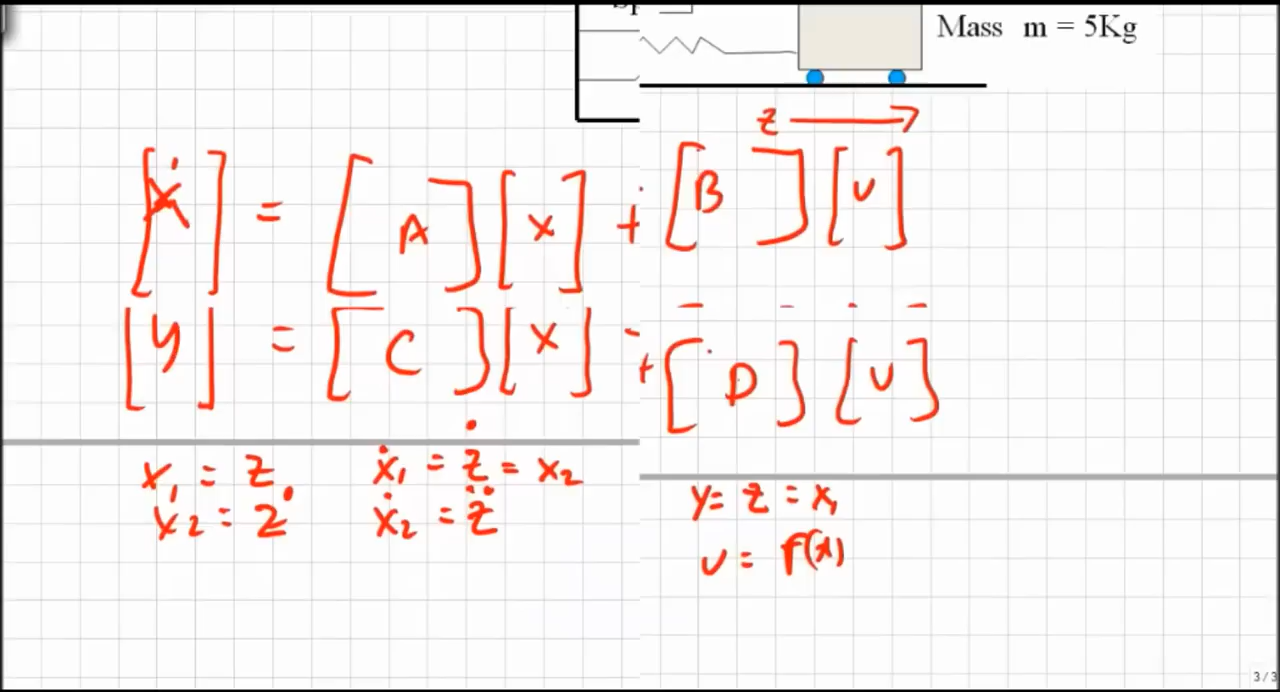 Mass m = 5Kg
z
[ẋ] = [A][x] + [B][U]
[y] = [C][x] + [D][U]
x₁ = z ẋ₁ = ż = x₂
x₂ = ż ẋ₂ = z̈
y = z = x₁
U =
3 / 3